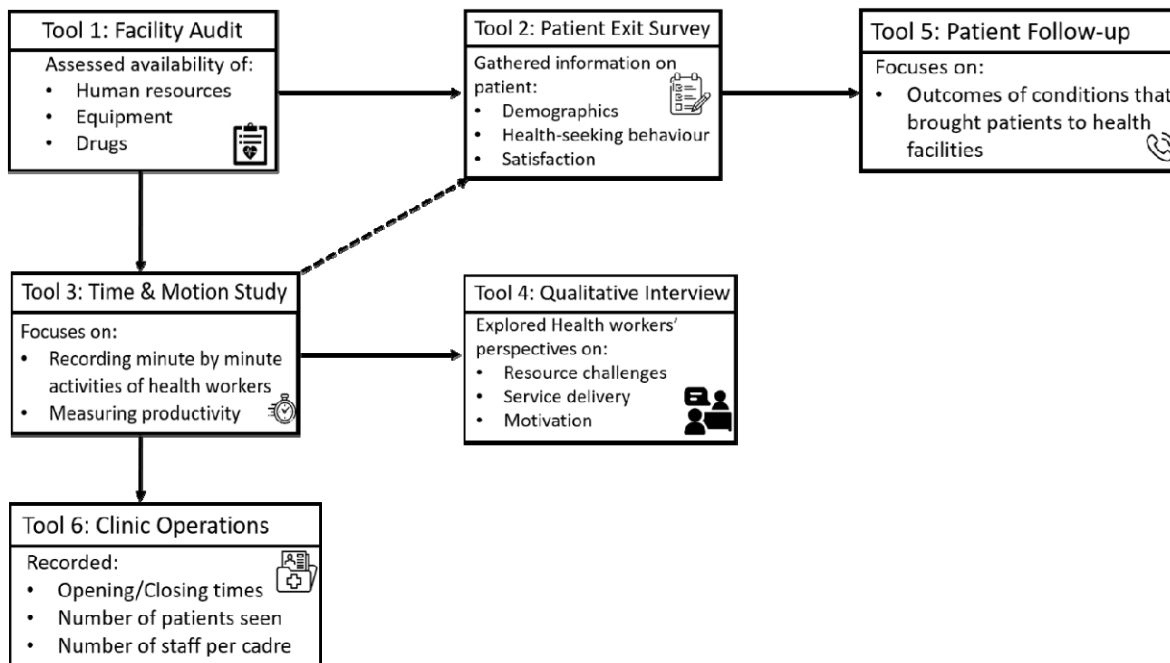 Tool 1: Facility Audit
Assessed availability of:
• Human resources
• Equipment
• Drugs
Tool 2: Patient Exit Survey
Gathered information on
patient:
• Demographics
• Health-seeking behaviour
• Satisfaction
Tool 5: Patient Follow-up
Focuses on:
• Outcomes of conditions that
brought patients to health
facilities
Tool 3: Time & Motion Study
Focuses on:
• Recording minute by minute
activities of health workers
• Measuring productivity
Tool 4: Qualitative Interview
Explored Health workers’
perspectives on:
• Resource challenges
• Service delivery
• Motivation
Tool 6: Clinic Operations
Recorded:
• Opening/Closing times
• Number of patients seen
• Number of staff per cadre